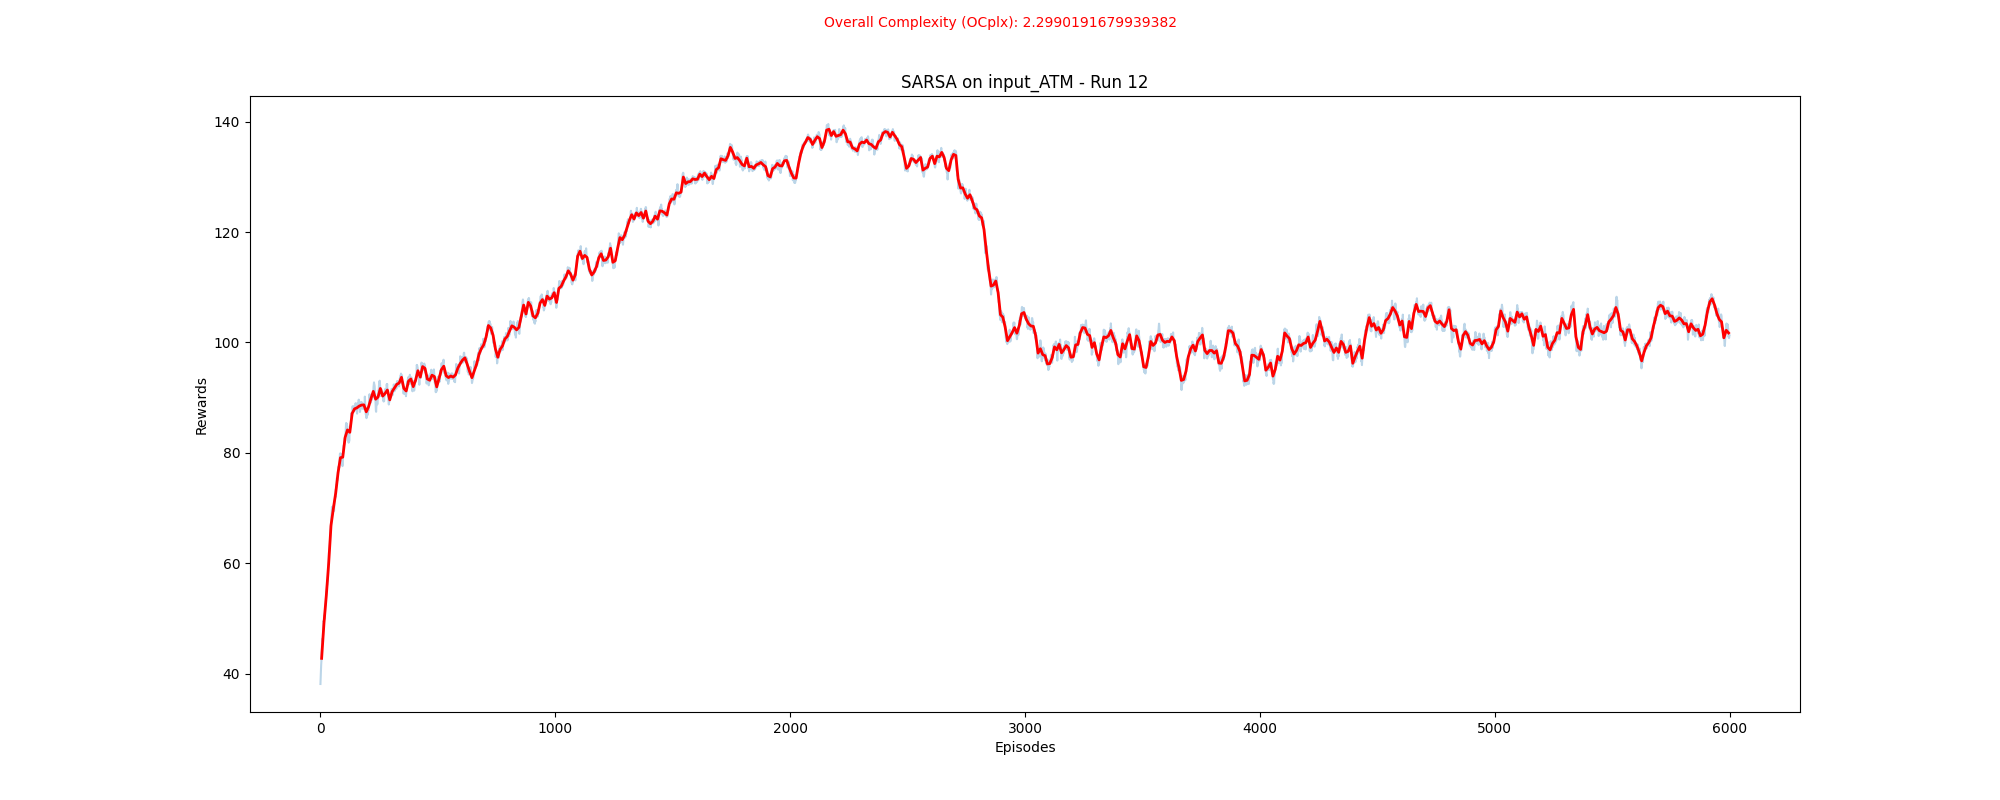 Overall Complexity (OCplx): 2.2990191679939382
SARSA on input_ATM - Run 12
140
120
100
80
60
40
Rewards
0 1000 2000 3000 4000 5000 6000
Episodes